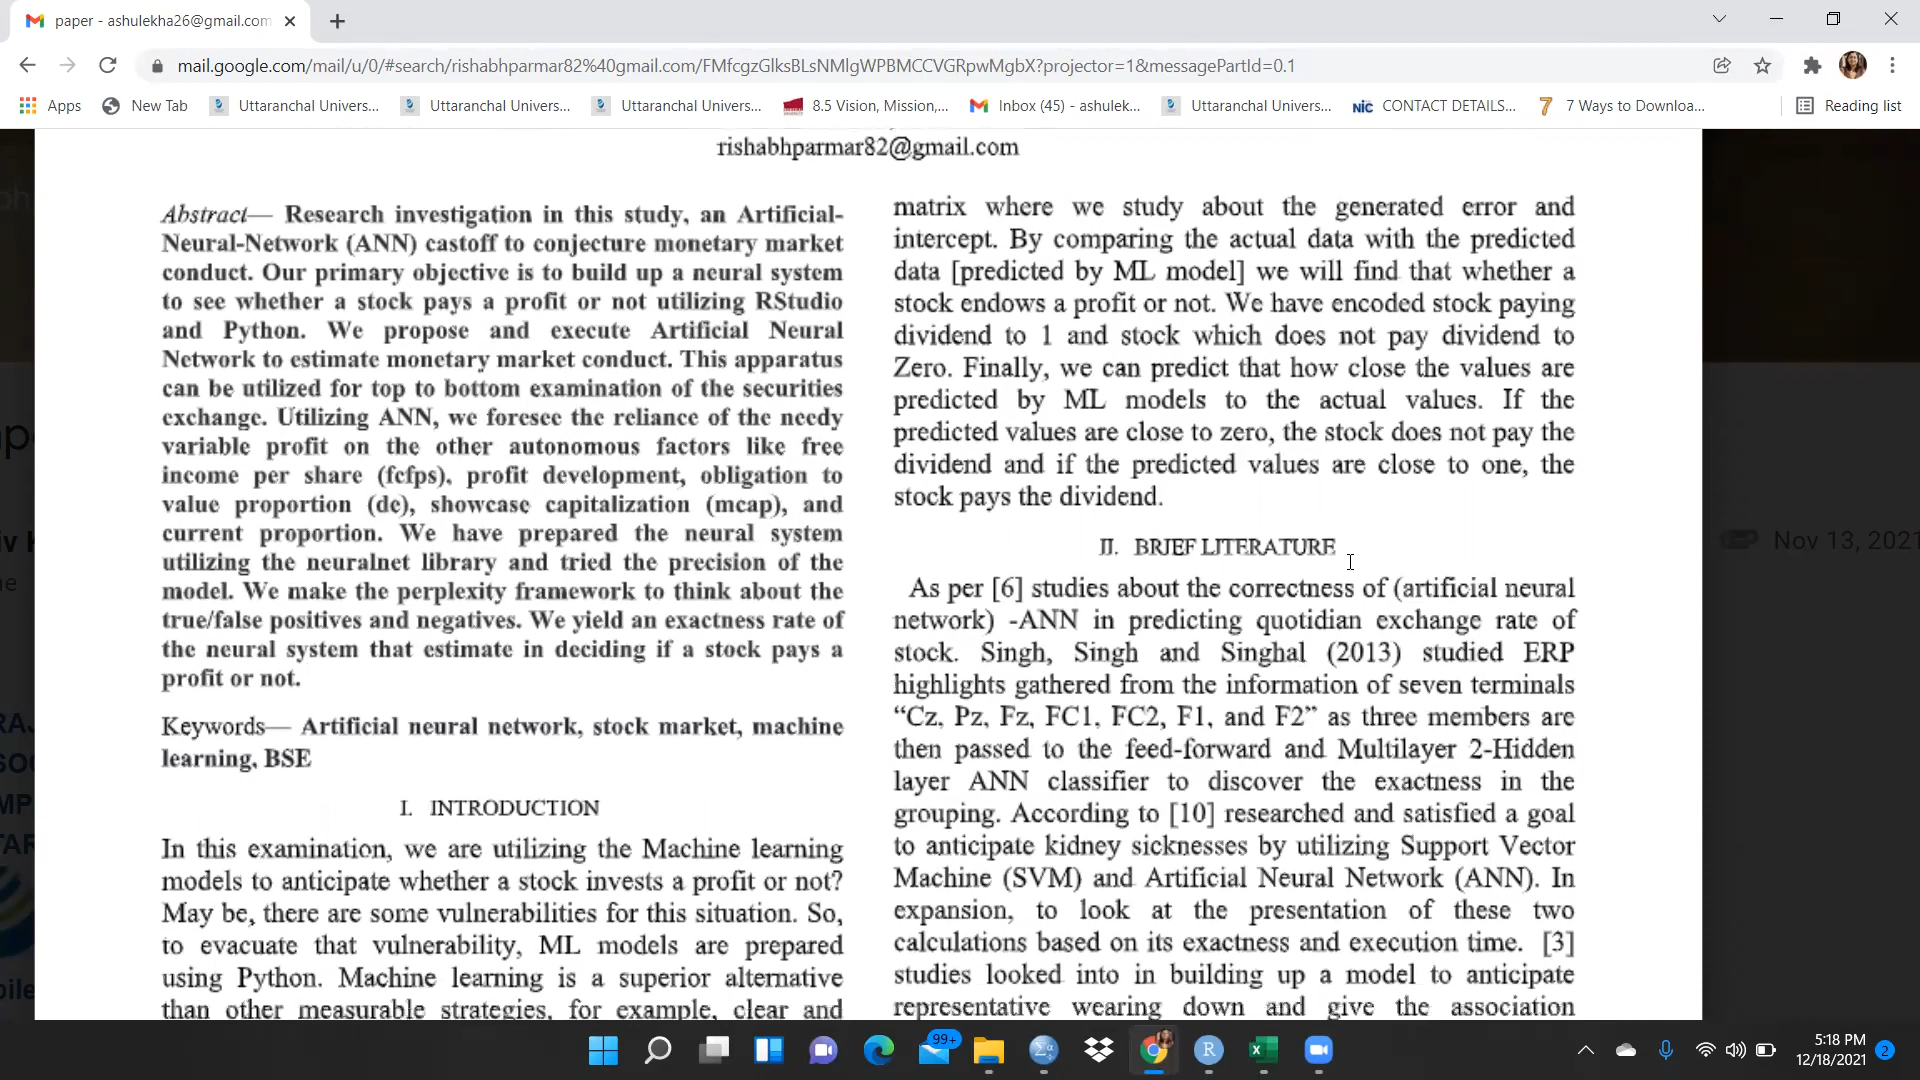 paper - ashulekha26@gmail.com
mail.google.com/mail/u/0/#search/rishabhparmar82%40gmail.com/FMfcgzGlksBLsNMlgWPBMCCVGRpwMgbX?projector=1&messagePartId=0.1
Apps New Tab Uttaranchal Univers... Uttaranchal Univers... Uttaranchal Univers... 8.5 Vision, Mission,... Inbox (45) - ashulek... Uttaranchal Univers... NIC CONTACT DETAILS... 7 Ways to Downloa... Reading list
rishabhparmar82@gmail.com
Abstract— Research investigation in this study, an Artificial-
Neural-Network (ANN) castoff to conjecture monetary market
conduct. Our primary objective is to build up a neural system
to see whether a stock pays a profit or not utilizing RStudio
and Python. We propose and execute Artificial Neural
Network to estimate monetary market conduct. This apparatus
can be utilized for top to bottom examination of the securities
exchange. Utilizing ANN, we foresee the reliance of the needy
variable profit on the other autonomous factors like free
income per share (fcfps), profit development, obligation to
value proportion (de), showcase capitalization (mcap), and
current proportion. We have prepared the neural system
utilizing the neuralnet library and tried the precision of the
model. We make the perplexity framework to think about the
true/false positives and negatives. We yield an exactness rate of
the neural system that estimate in deciding if a stock pays a
profit or not.
Keywords— Artificial neural network, stock market, machine
learning, BSE
I. INTRODUCTION
In this examination, we are utilizing the Machine learning
models to anticipate whether a stock invests a profit or not?
May be, there are some vulnerabilities for this situation. So,
to evacuate that vulnerability, ML models are prepared
using Python. Machine learning is a superior alternative
than other measurable strategies, for example, clear and
matrix where we study about the generated error and
intercept. By comparing the actual data with the predicted
data [predicted by ML model] we will find that whether a
stock endows a profit or not. We have encoded stock paying
dividend to 1 and stock which does not pay dividend to
Zero. Finally, we can predict that how close the values are
predicted by ML models to the actual values. If the
predicted values are close to zero, the stock does not pay the
dividend and if the predicted values are close to one, the
stock pays the dividend.
II. BRIEF LITERATURE
As per [6] studies about the correctness of (artificial neural
network) -ANN in predicting quotidian exchange rate of
stock. Singh, Singh and Singhal (2013) studied ERP
highlights gathered from the information of seven terminals
“Cz, Pz, Fz, FC1, FC2, F1, and F2” as three members are
then passed to the feed-forward and Multilayer 2-Hidden
layer ANN classifier to discover the exactness in the
grouping. According to [10] researched and satisfied a goal
to anticipate kidney sicknesses by utilizing Support Vector
Machine (SVM) and Artificial Neural Network (ANN). In
expansion, to look at the presentation of these two
calculations based on its exactness and execution time. [3]
studies looked into in building up a model to anticipate
representative wearing down and give the association
Nov 13, 2021
99+
5:18 PM
12/18/2021
2